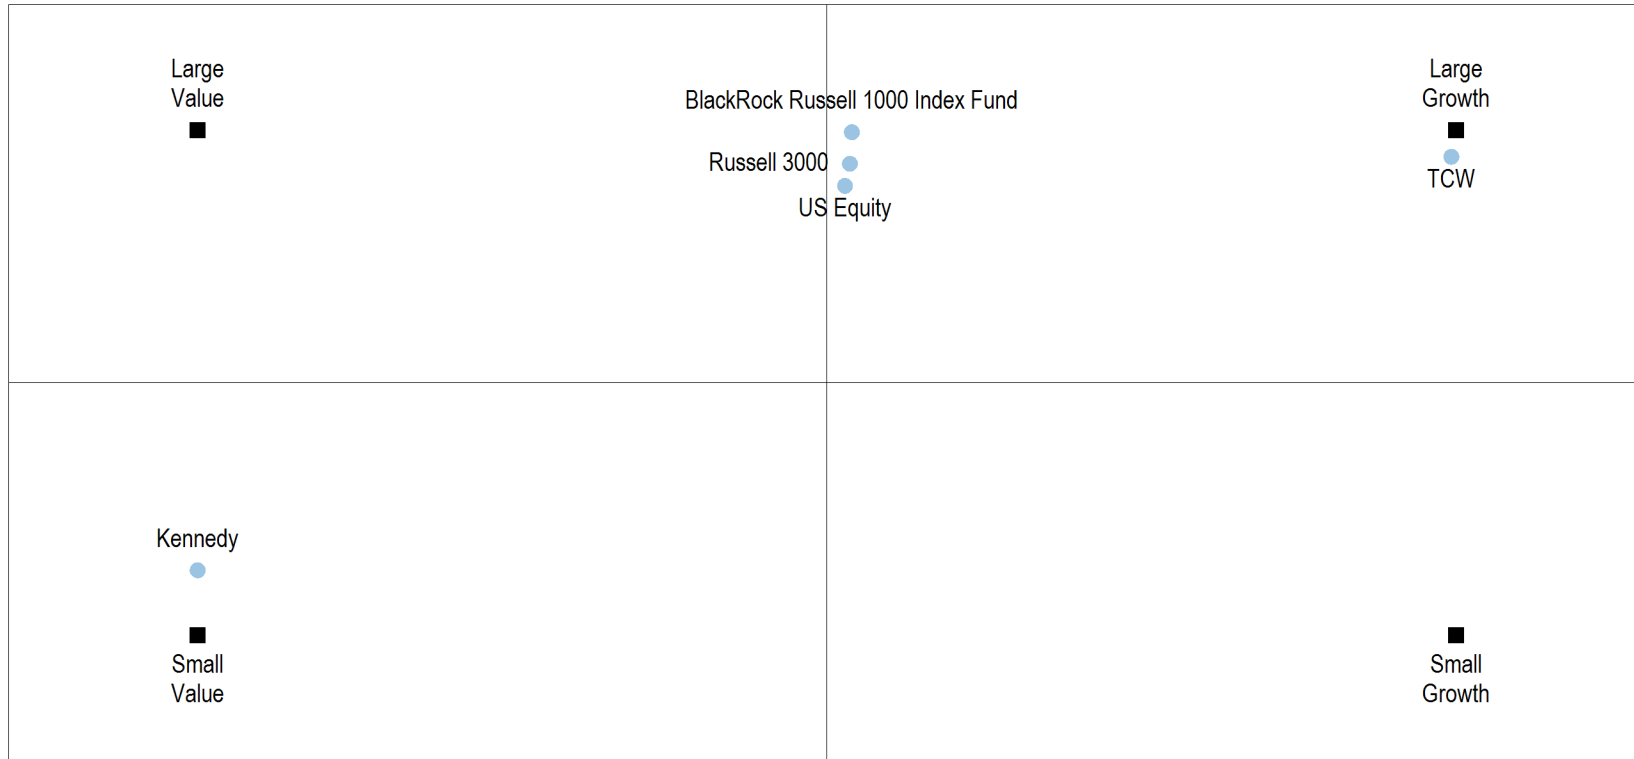 Large
Value
Large
Growth
BlackRock Russell 1000 Index Fund
Russell 3000
TCW
US Equity
Kennedy
Small
Value
Small
Growth